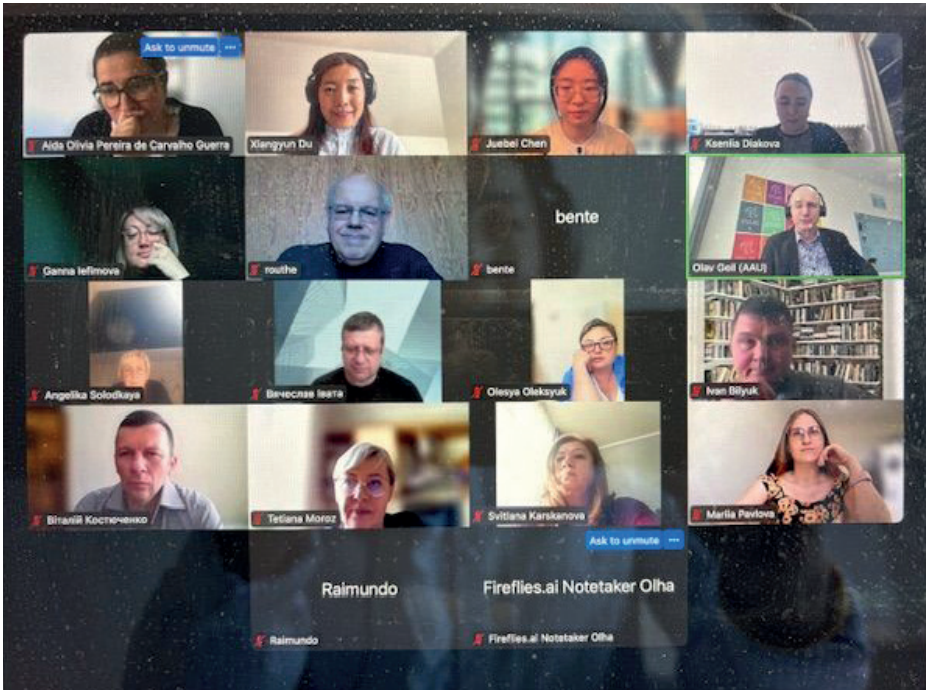 Ask to unmute
Aida Olivia Pereira de Carvalho Guerra
Xiangyun Du
Juebei Chen
Kseniia Diakova
Ganna Iefimova
routhe
bente
bente
Olav Geil (AAU)
Angelika Solodkaya
Вячеслав Івата
Olesya Oleksyuk
Ivan Bilyuk
Віталій Костюченко
Tetiana Moroz
Svitlana Karskanova
Mariia Pavlova
Ask to unmute
Raimundo
Fireflies.ai Notetaker Olha
Raimundo
Fireflies.ai Notetaker Olha